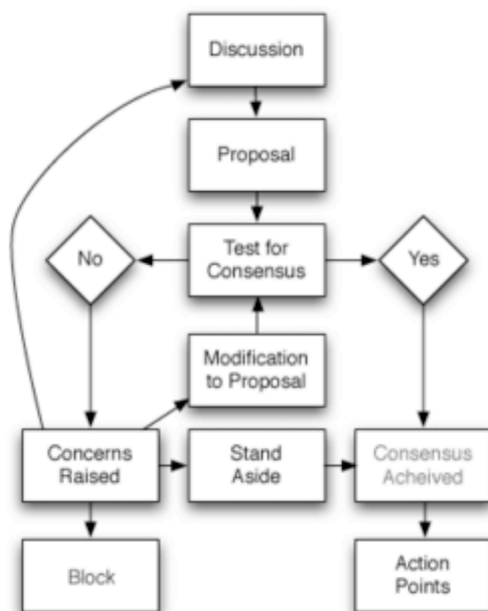 Discussion
Proposal
No
Test for
Consensus
Yes
Modification
to Proposal
Concerns
Raised
Stand
Aside
Consensus
Acheived
Block
Action
Points